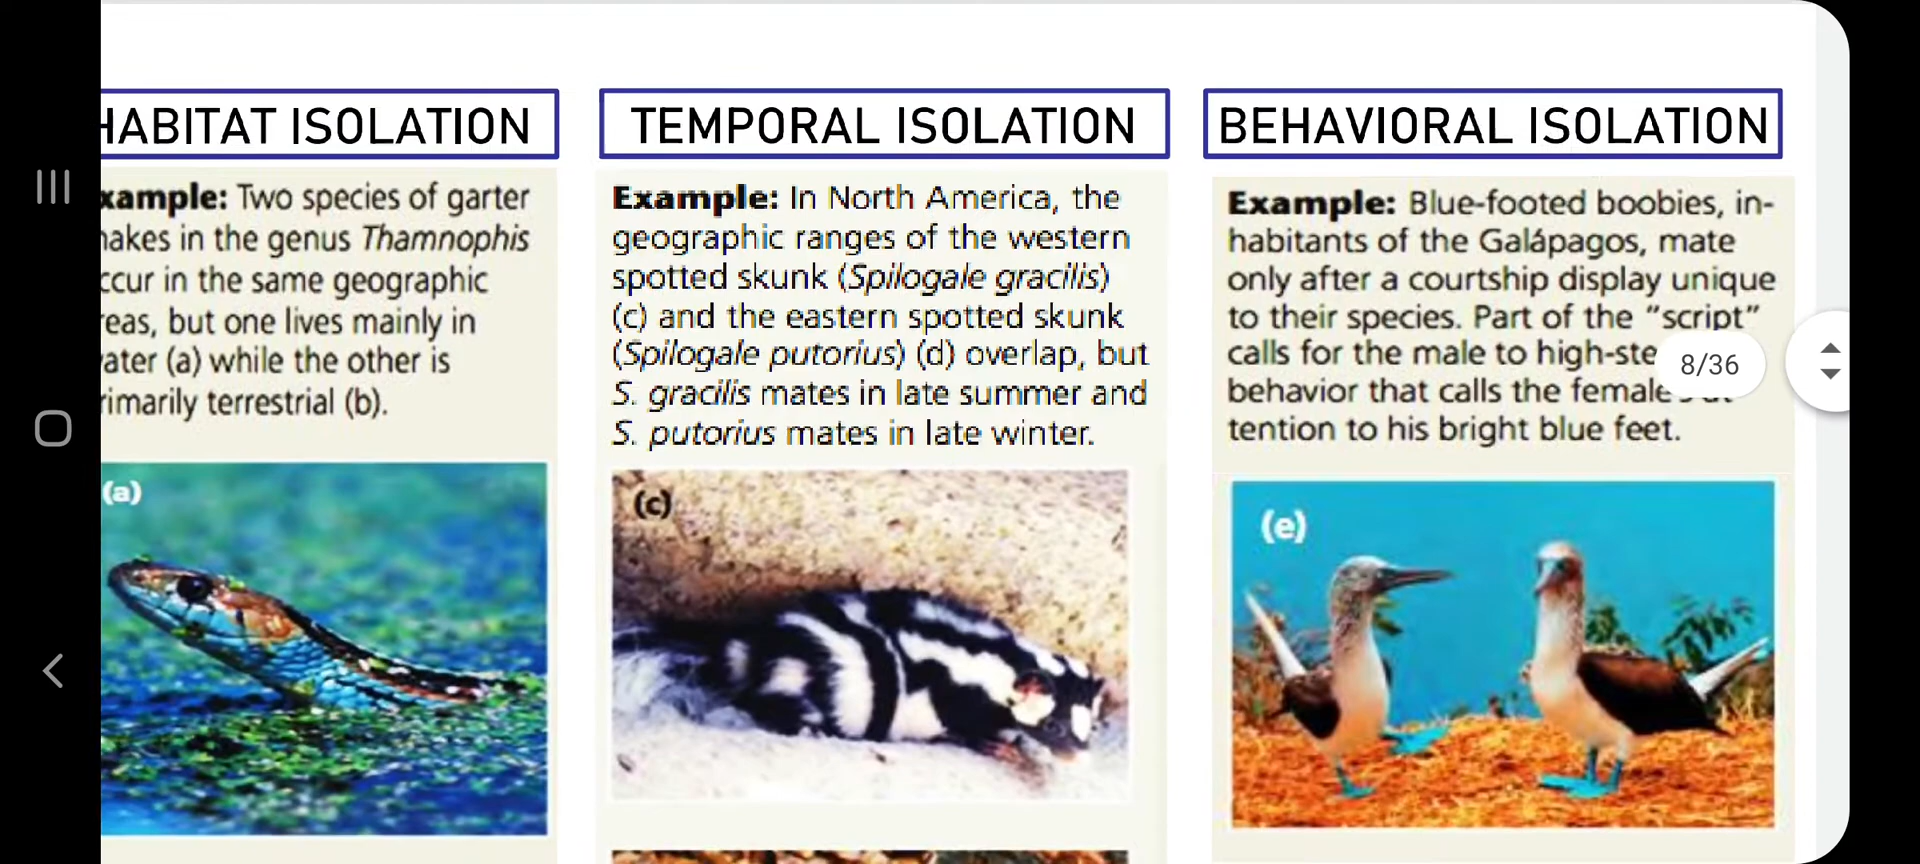 HABITAT ISOLATION
xample: Two species of garter
nakes in the genus Thamnophis
ccur in the same geographic
reas, but one lives mainly in
ater (a) while the other is
rimarily terrestrial (b).
(a)
TEMPORAL ISOLATION
Example: In North America, the
geographic ranges of the western
spotted skunk (Spilogale gracilis)
(c) and the eastern spotted skunk
(Spilogale putorius) (d) overlap, but
S. gracilis mates in late summer and
S. putorius mates in late winter.
(c)
BEHAVIORAL ISOLATION
Example: Blue-footed boobies, in-
habitants of the Galápagos, mate
only after a courtship display unique
to their species. Part of the “script”
calls for the male to high-ste
behavior that calls the female
tention to his bright blue feet.
(e)
8/36